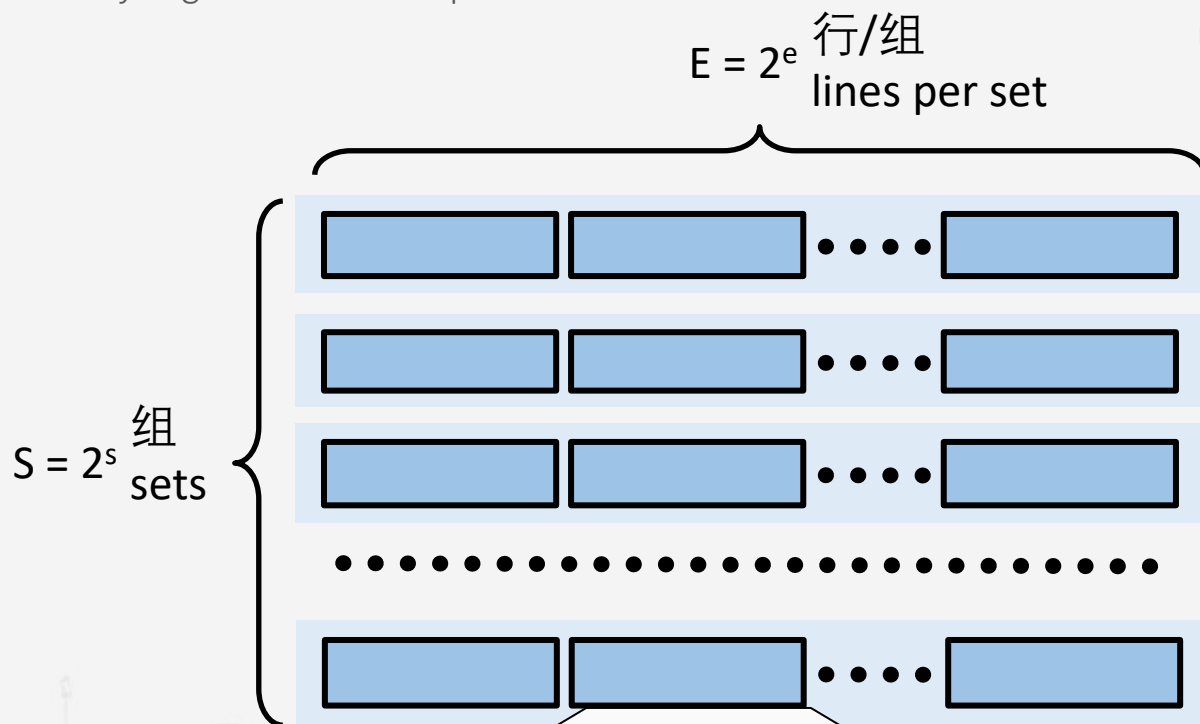 E = 2ᵉ 行/组
lines per set
S = 2ˢ 组
sets